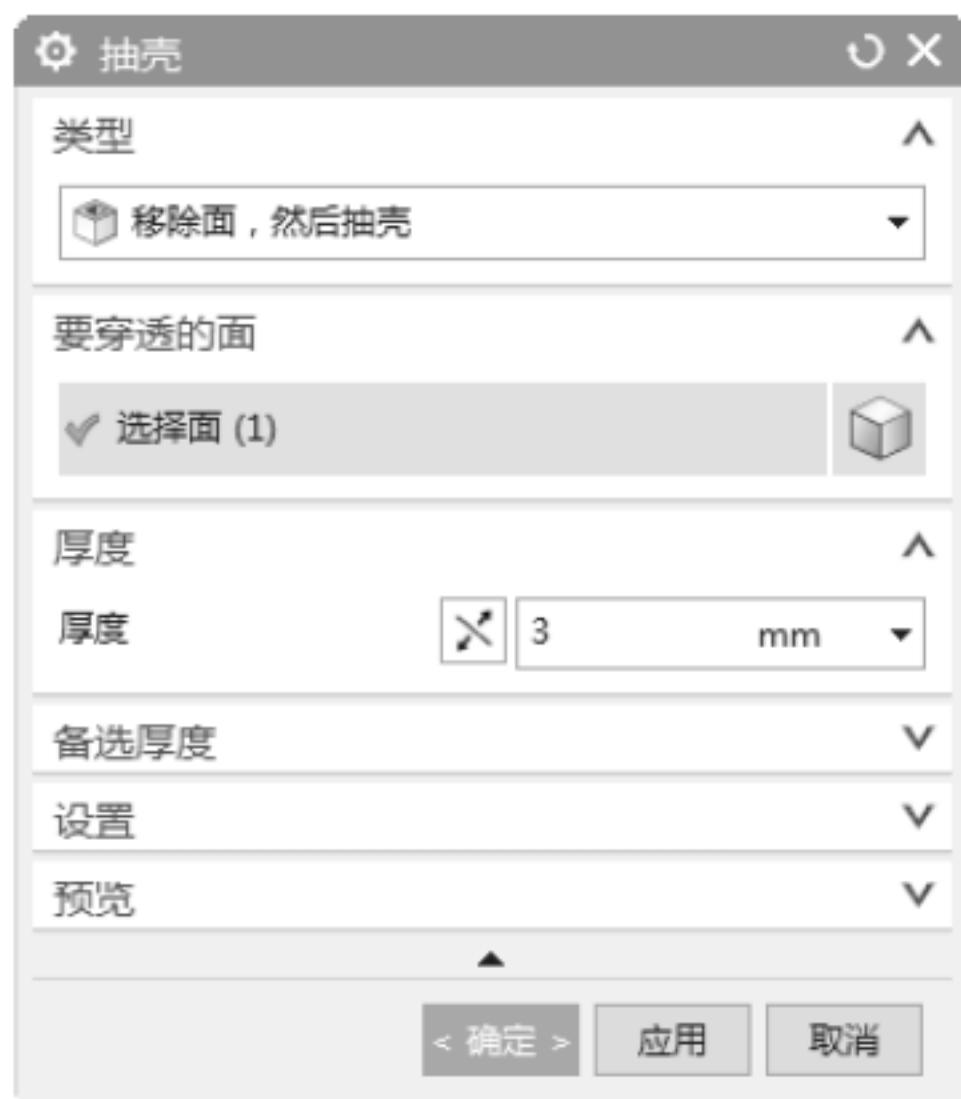 抽壳
类型
移除面，然后抽壳
要穿透的面
选择面 (1)
厚度
厚度 3 mm
备选厚度
设置
预览
< 确定 > 应用 取消